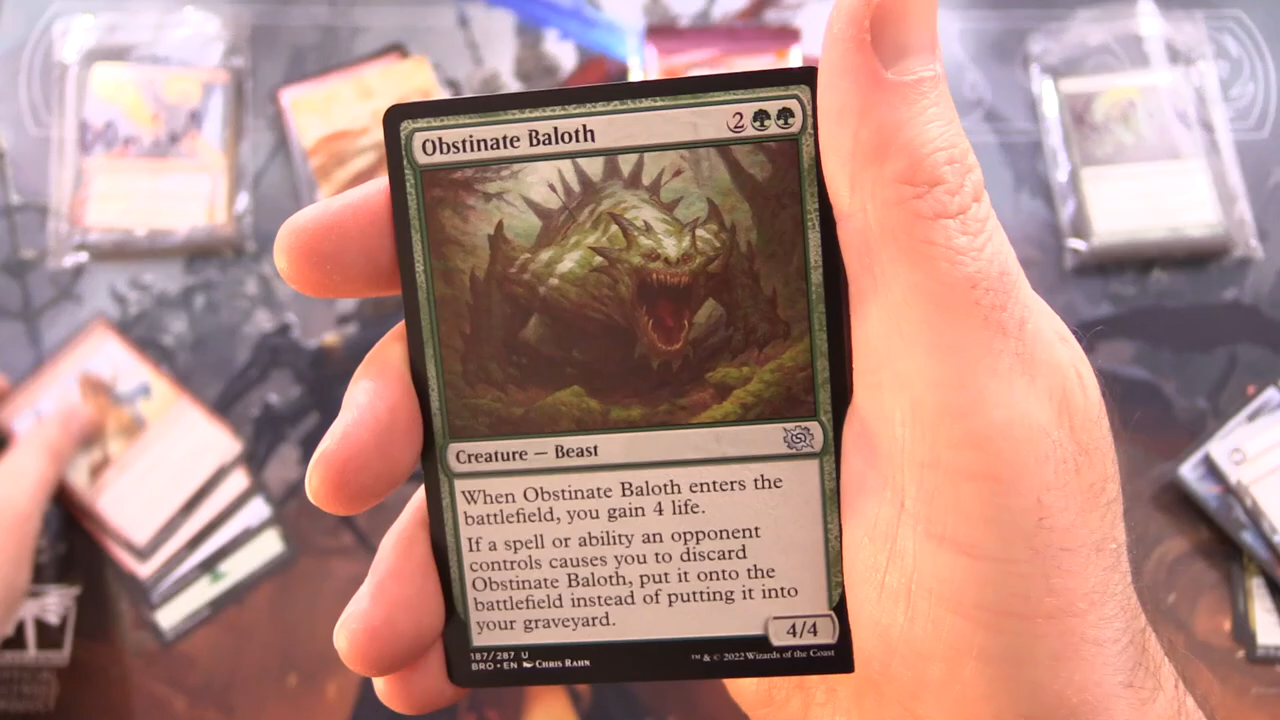 Obstinate Baloth 2
Creature — Beast
When Obstinate Baloth enters the
battlefield, you gain 4 life.
If a spell or ability an opponent
controls causes you to discard
Obstinate Baloth, put it onto the
battlefield instead of putting it into
your graveyard.
4/4
187/287 U
BRO • EN Chris Rahn
™ & © 2022 Wizards of the Coast